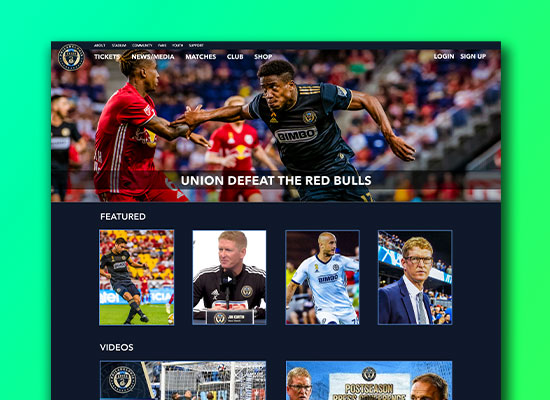 ABOUT STADIUM COMMUNITY FANS YOUTH SUPPORT
TICKETS NEWS/MEDIA MATCHES CLUB SHOP
LOGIN SIGN UP
BIMBO
UNION DEFEAT THE RED BULLS
FEATURED
BIMBO
JIM CURTIN
VIDEOS
POSTSEASON